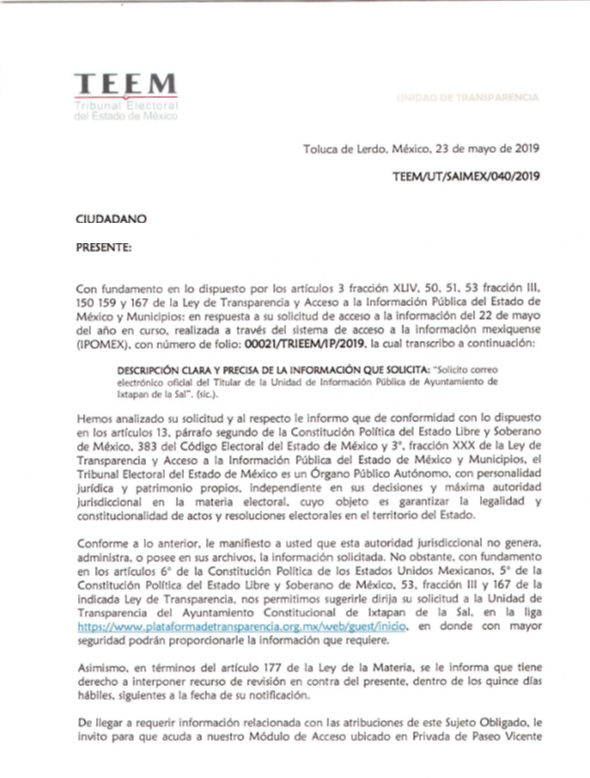 TEEM
Tribunal Electoral
del Estado de México
UNIDAD DE TRANSPARENCIA
Toluca de Lerdo, México, 23 de mayo de 2019
TEEM/UT/SAIMEX/040/2019
CIUDADANO
PRESENTE:
Con fundamento en lo dispuesto por los artículos 3 fracción XLIV, 50, 51, 53 fracción III,
150 159 y 167 de la Ley de Transparencia y Acceso a la Información Pública del Estado de
México y Municipios: en respuesta a su solicitud de acceso a la información del 22 de mayo
del año en curso, realizada a través del sistema de acceso a la información mexiquense
(IPOMEX), con número de folio: 00021/TRIEEM/IP/2019, la cual transcribo a continuación:
DESCRIPCIÓN CLARA Y PRECISA DE LA INFORMACIÓN QUE SOLICITA: "Solicito correo
electrónico oficial del Titular de la Unidad de Información Pública de Ayuntamiento de
Ixtapan de la Sal". (sic.).
Hemos analizado su solicitud y al respecto le informo que de conformidad con lo dispuesto
en los artículos 13, párrafo segundo de la Constitución Política del Estado Libre y Soberano
de México, 383 del Código Electoral del Estado de México y 3°, fracción XXX de la Ley de
Transparencia y Acceso a la Información Pública del Estado de México y Municipios, el
Tribunal Electoral del Estado de México es un Órgano Público Autónomo, con personalidad
jurídica y patrimonio propios, independiente en sus decisiones y máxima autoridad
jurisdiccional en la materia electoral, cuyo objeto es garantizar la legalidad y
constitucionalidad de actos y resoluciones electorales en el territorio del Estado.
Conforme a lo anterior, le manifiesto a usted que esta autoridad jurisdiccional no genera,
administra, o posee en sus archivos, la información solicitada. No obstante, con fundamento
en los artículos 6° de la Constitución Política de los Estados Unidos Mexicanos, 5° de la
Constitución Política del Estado Libre y Soberano de México, 53, fracción III y 167 de la
indicada Ley de Transparencia, nos permitimos sugerirle dirija su solicitud a la Unidad de
Transparencia del Ayuntamiento Constitucional de Ixtapan de la Sal, en la liga
https://www.plataformadetransparencia.org.mx/web/guest/inicio, en donde con mayor
seguridad podrán proporcionarle la información que requiere.
Asimismo, en términos del artículo 177 de la Ley de la Materia, se le informa que tiene
derecho a interponer recurso de revisión en contra del presente, dentro de los quince días
hábiles, siguientes a la fecha de su notificación.
De llegar a requerir información relacionada con las atribuciones de este Sujeto Obligado, le
invito para que acuda a nuestro Módulo de Acceso ubicado en Privada de Paseo Vicente